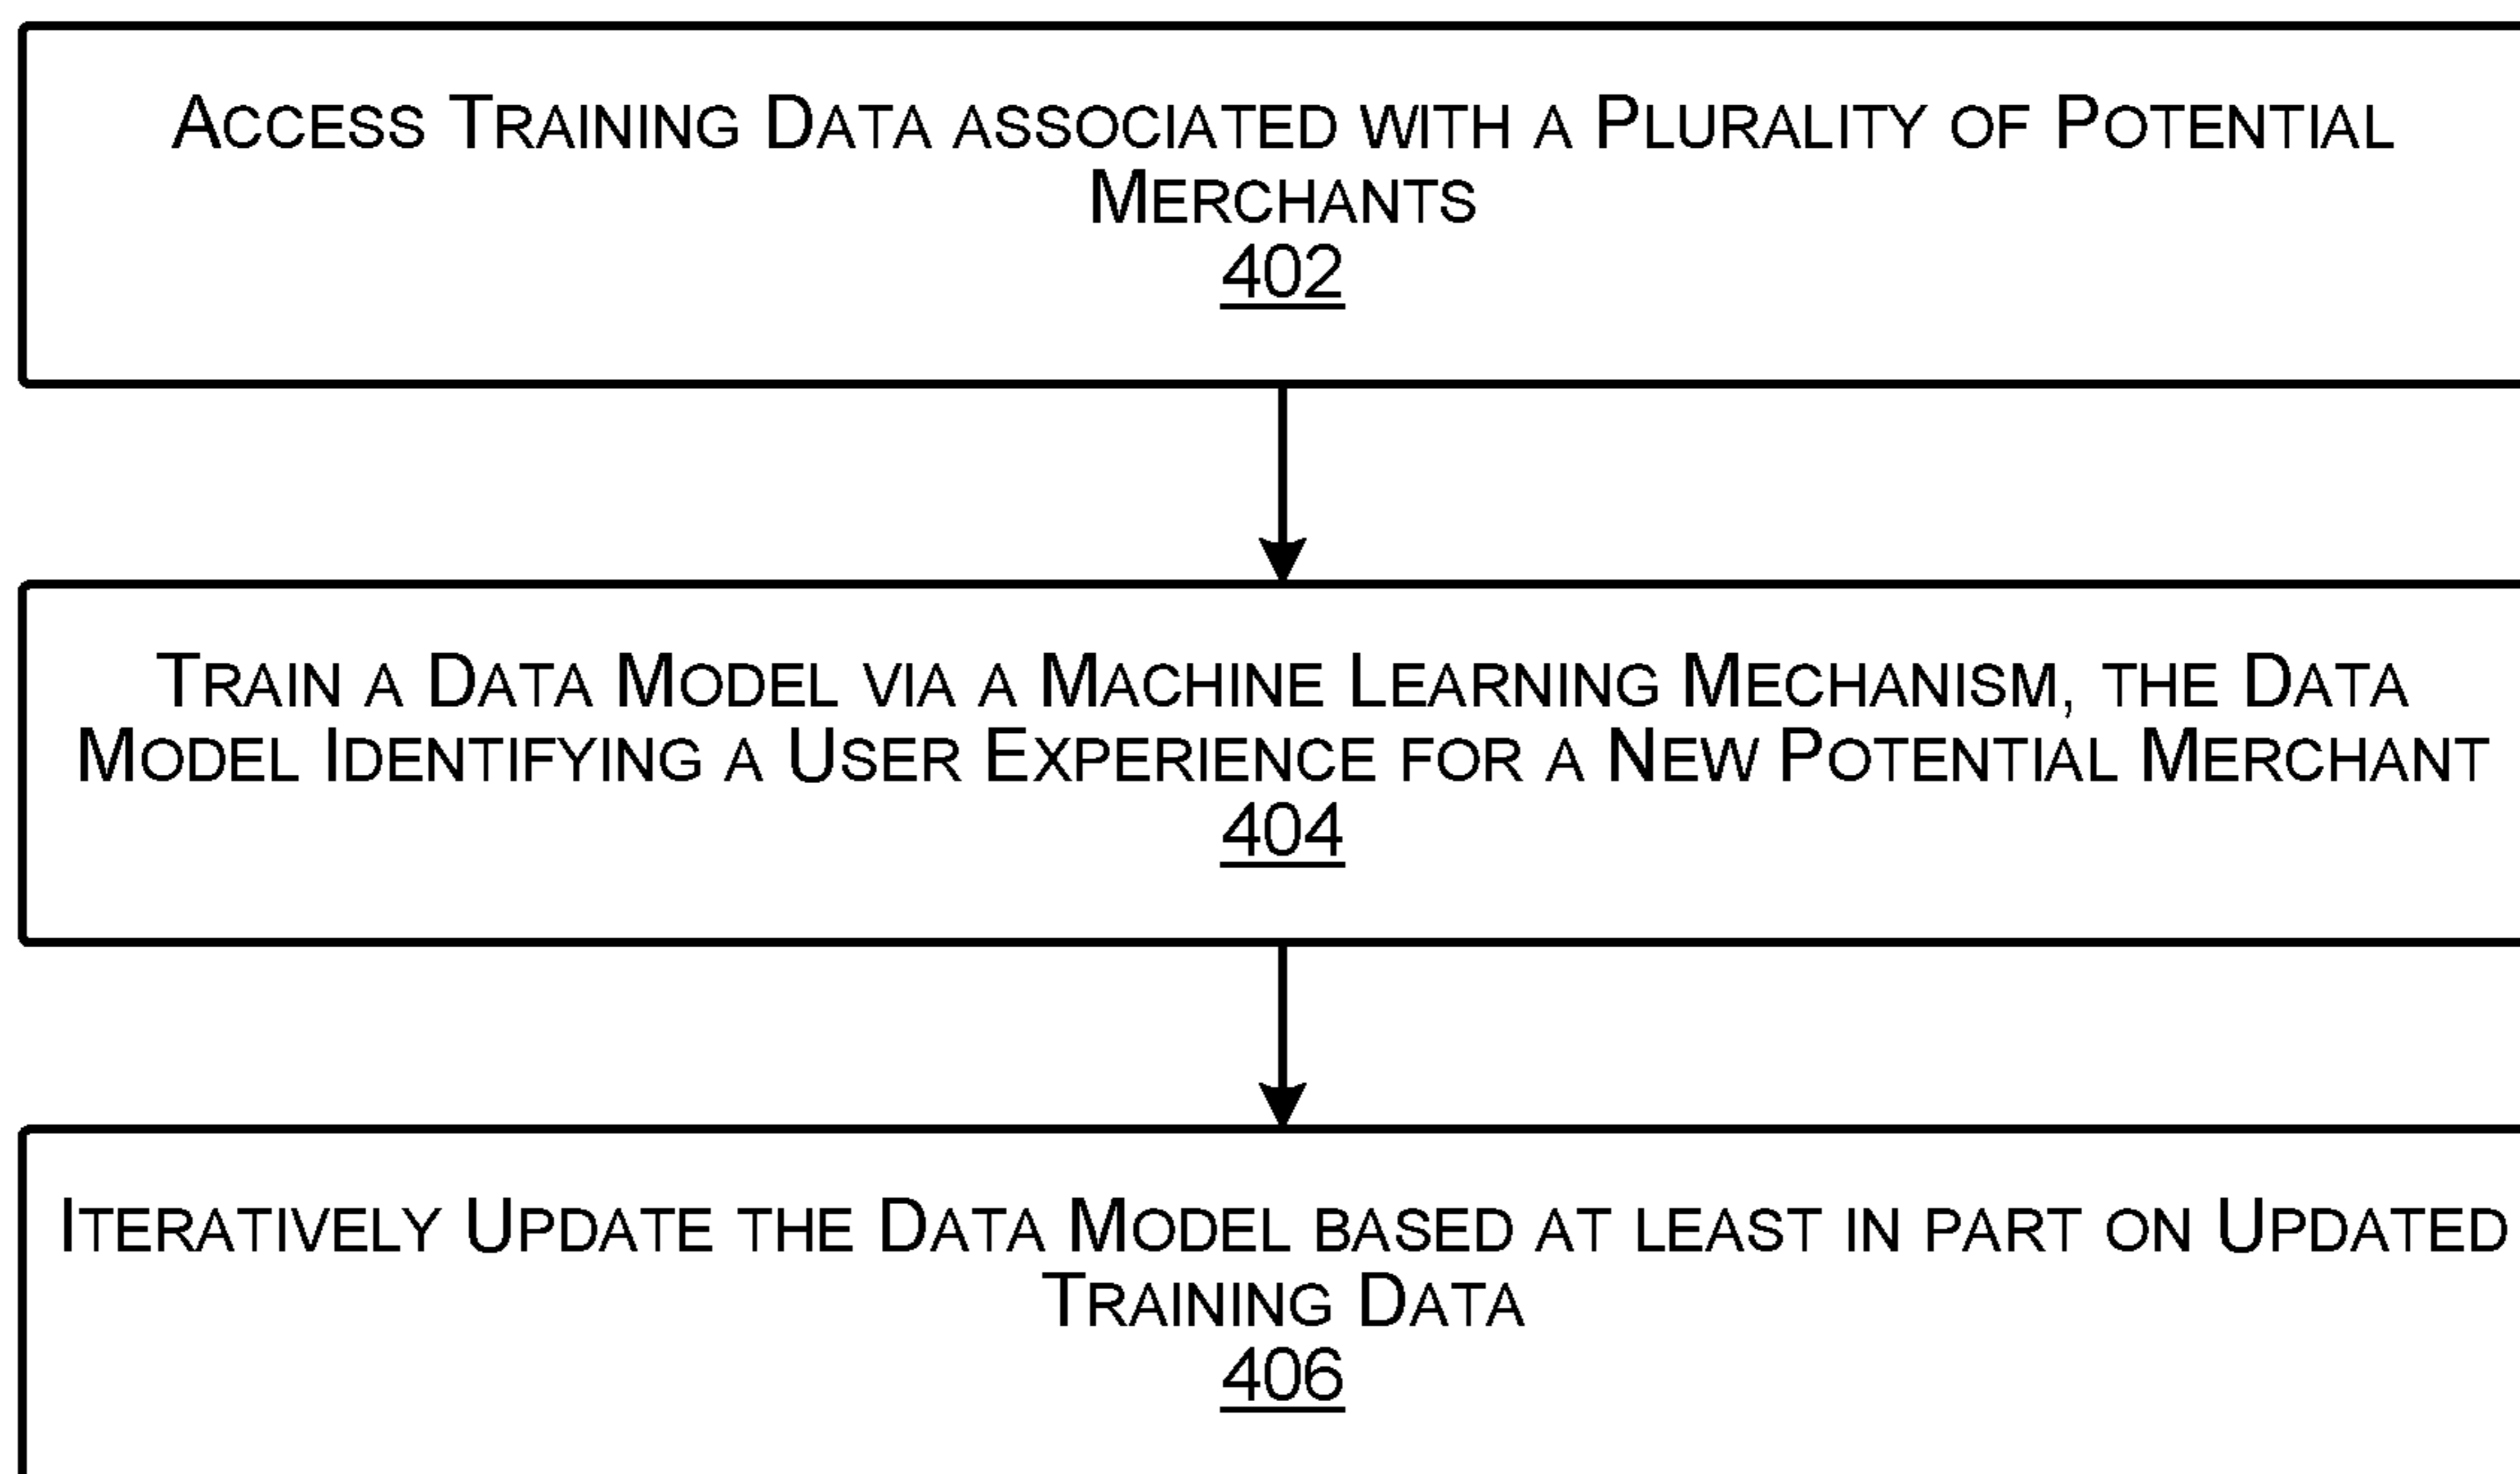 Access Training Data associated with a Plurality of Potential
Merchants
402
Train a Data Model via a Machine Learning Mechanism, the Data
Model Identifying a User Experience for a New Potential Merchant
404
Iteratively Update the Data Model based at least in part on Updated
Training Data
406